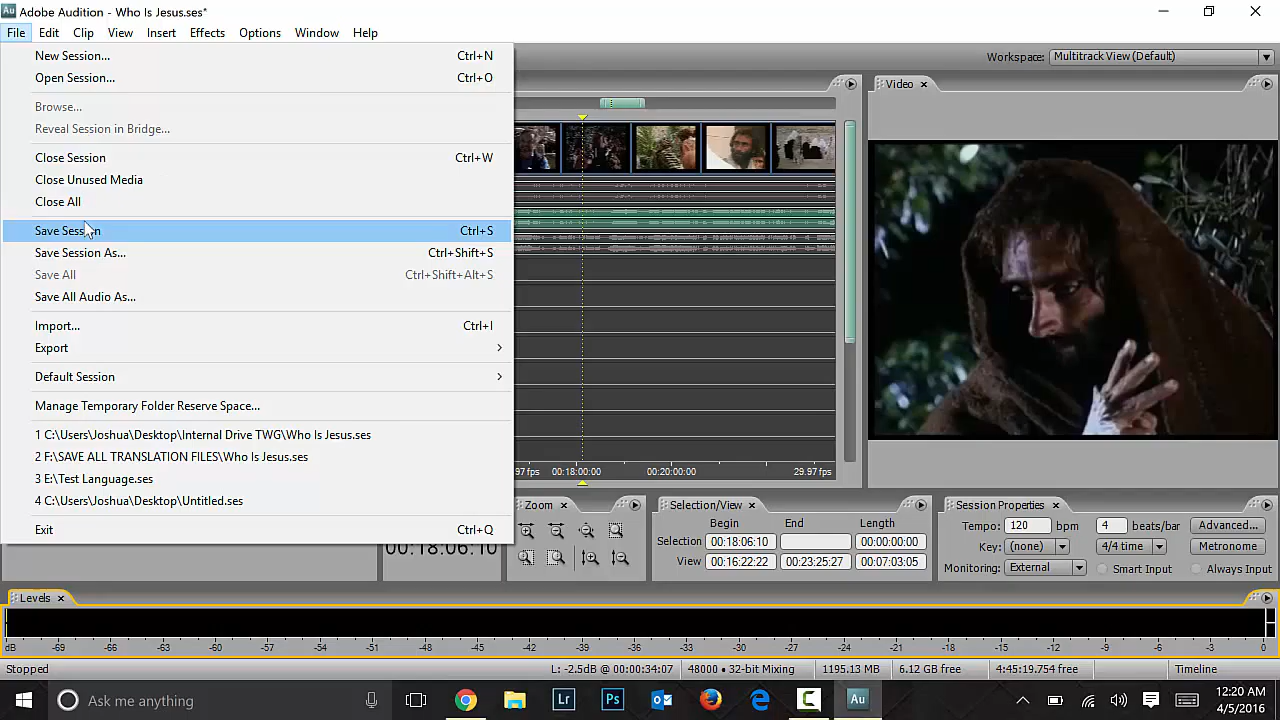 Au Adobe Audition - Who Is Jesus.ses*
File Edit Clip View Insert Effects Options Window Help
New Session... Ctrl+N
Open Session... Ctrl+O
Workspace: Multitrack View (Default)
Video
Browse...
Reveal Session in Bridge...
Close Session Ctrl+W
Close Unused Media
Close All
Save Session Ctrl+S
Save Session As... Ctrl+Shift+S
Save All Ctrl+Shift+Alt+S
Save All Audio As...
Import... Ctrl+I
Export
Default Session
Manage Temporary Folder Reserve Space...
1 C:\Users\Joshua\Desktop\Internal Drive TWG\Who Is Jesus.ses
2 F:\SAVE ALL TRANSLATION FILES\Who Is Jesus.ses
3 E:\Test Language.ses
4 C:\Users\Joshua\Desktop\Untitled.ses
Exit Ctrl+Q
97 fps 00:18:00:00 00:20:00:00 29.97 fps
00:18:06:10
Zoom
Selection/View
Begin End Length
Selection 00:18:06:10 00:00:00:00
View 00:16:22:22 00:23:25:27 00:07:03:05
Session Properties
Tempo: 120 bpm 4 beats/bar Advanced...
Key: (none) 4/4 time Metronome
Monitoring: External Smart Input Always Input
Levels
dB -69 -66 -63 -60 -57 -54 -51 -48 -45 -42 -39 -36 -33 -30 -27 -24 -21 -18 -15 -12 -9 -6 -3 0
Stopped L: -2.5dB @ 00:00:34:07 48000 • 32-bit Mixing 1195.13 MB 6.12 GB free 4:45:19.754 free Timeline
Ask me anything
Lr Ps Au
12:20 AM
4/5/2016